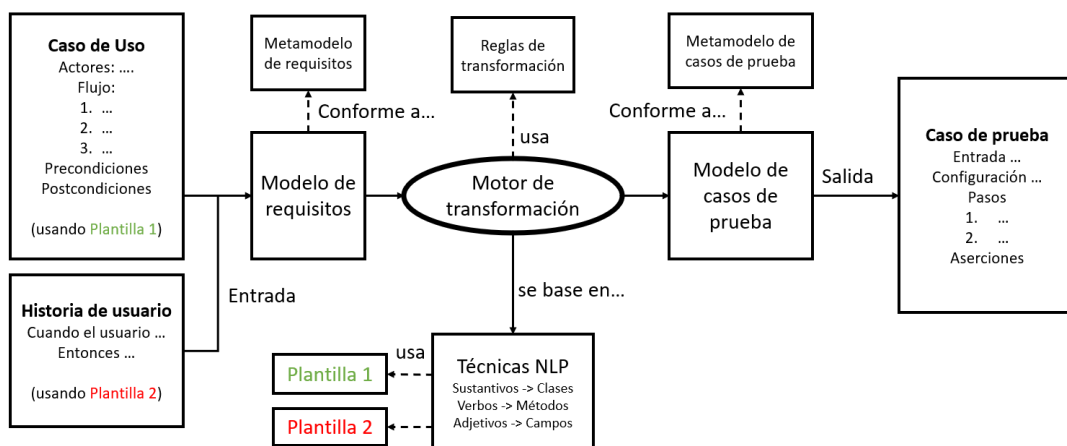 Caso de Uso
Actores: ....
Flujo:
1. ...
2. ...
3. ...
Precondiciones
Postcondiciones
(usando Plantilla 1)
Historia de usuario
Cuando el usuario ...
Entonces ...
(usando Plantilla 2)
Entrada
Metamodelo
de requisitos
Conforme a...
Modelo de
requisitos
Reglas de
transformación
usa
Motor de
transformación
se base en...
Técnicas NLP
Sustantivos -> Clases
Verbos -> Métodos
Adjetivos -> Campos
usa
Plantilla 1
Plantilla 2
Metamodelo de
casos de prueba
Conforme a...
Modelo de
casos de
prueba
Salida
Caso de prueba
Entrada ...
Configuración ...
Pasos
1. ...
2. ...
Aserciones